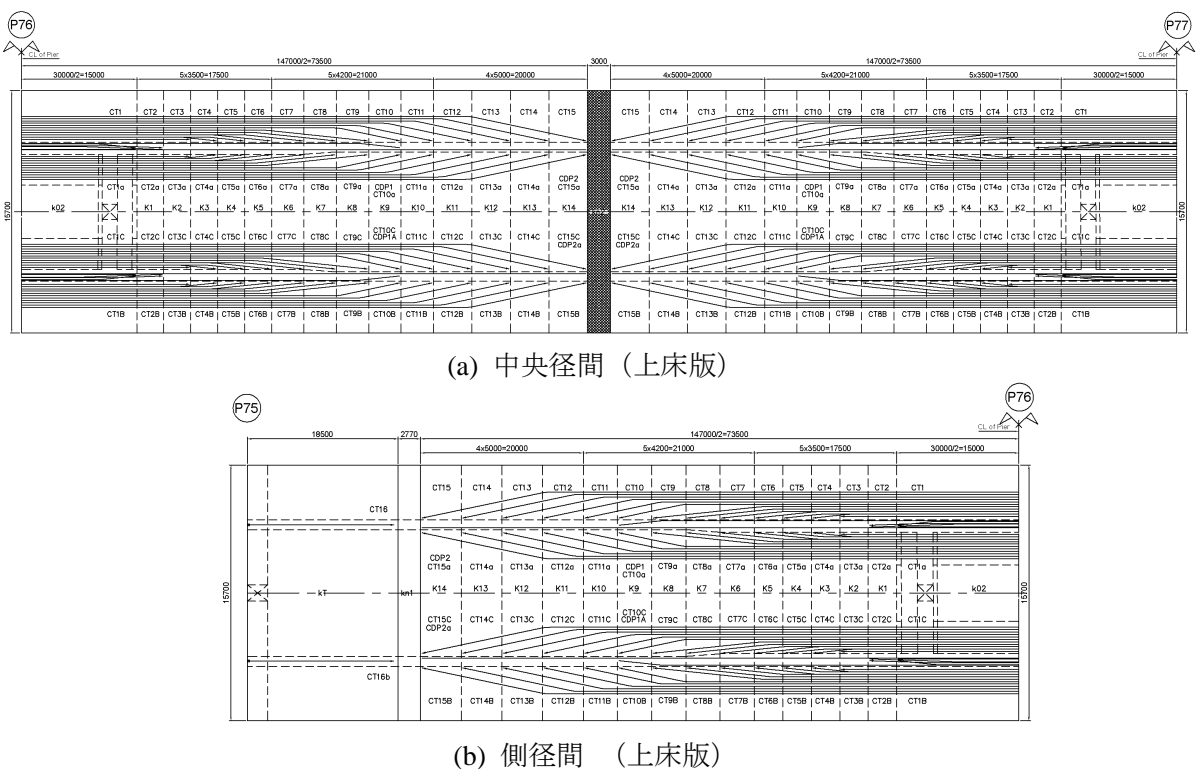 P76 P77
CL of Pier CL of Pier
147000/2=73500 3000 147000/2=73500
30000/2=15000 5x3500=17500 5x4200=21000 4x5000=20000 4x5000=20000 5x4200=21000 5x3500=17500 30000/2=15000
CT1 CT2 CT3 CT4 CT5 CT6 CT7 CT8 CT9 CT10 CT11 CT12 CT13 CT14 CT15 CT15 CT14 CT13 CT12 CT11 CT10 CT9 CT8 CT7 CT6 CT5 CT4 CT3 CT2 CT1
CDP2 CDP2
CT1a CT2a CT3a CT4a CT5a CT6a CT7a CT8a CT9a CDP1 CT11a CT12a CT13a CT14a CT15a CT15a CT14a CT13a CT12a CT11a CDP1 CT9a CT8a CT7a CT6a CT5a CT4a CT3a CT2a CT1a
CT10a CT10a
15700 k02 K1 K2 K3 K4 K5 K6 K7 K8 K9 K10 K11 K12 K13 K14 K14 K13 K12 K11 K10 K9 K8 K7 K6 K5 K4 K3 K2 K1 k02 15700
CT1C CT2C CT3C CT4C CT5C CT6C CT7C CT8C CT9C CT10C CT11C CT12C CT13C CT14C CT15C CT15C CT14C CT13C CT12C CT11C CT10C CT9C CT8C CT7C CT6C CT5C CT4C CT3C CT2C CT1C
CDP1A CDP2a CDP2a CDP1A
CT1B CT2B CT3B CT4B CT5B CT6B CT7B CT8B CT9B CT10B CT11B CT12B CT13B CT14B CT15B CT15B CT14B CT13B CT12B CT11B CT10B CT9B CT8B CT7B CT6B CT5B CT4B CT3B CT2B CT1B
(a) 中央径間（上床版）
P75 P76
CL of Pier
18500 2770 147000/2=73500
4x5000=20000 5x4200=21000 5x3500=17500 30000/2=15000
CT15 CT14 CT13 CT12 CT11 CT10 CT9 CT8 CT7 CT6 CT5 CT4 CT3 CT2 CT1
CT16
CDP2 CDP1
CT15a CT14a CT13a CT12a CT11a CT10a CT9a CT8a CT7a CT6a CT5a CT4a CT3a CT2a CT1a
15700 kT kn1 K14 K13 K12 K11 K10 K9 K8 K7 K6 K5 K4 K3 K2 K1 k02 15700
CT15C CT14C CT13C CT12C CT11C CT10C CT9C CT8C CT7C CT6C CT5C CT4C CT3C CT2C CT1C
CDP2a CDP1A
CT16b
CT15B CT14B CT13B CT12B CT11B CT10B CT9B CT8B CT7B CT6B CT5B CT4B CT3B CT2B CT1B
(b) 側径間 （上床版）